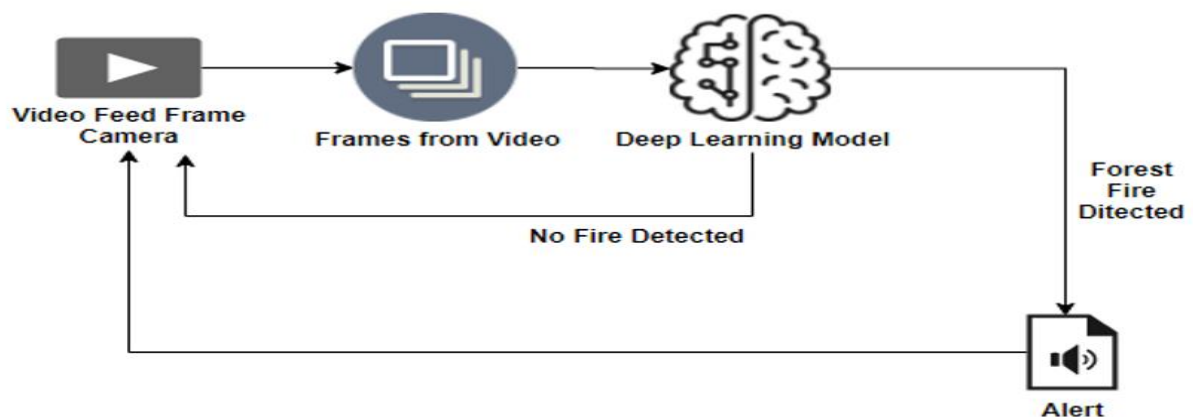 Video Feed Frame
Camera
Frames from Video
Deep Learning Model
Forest
Fire
Ditected
No Fire Detected
Alert